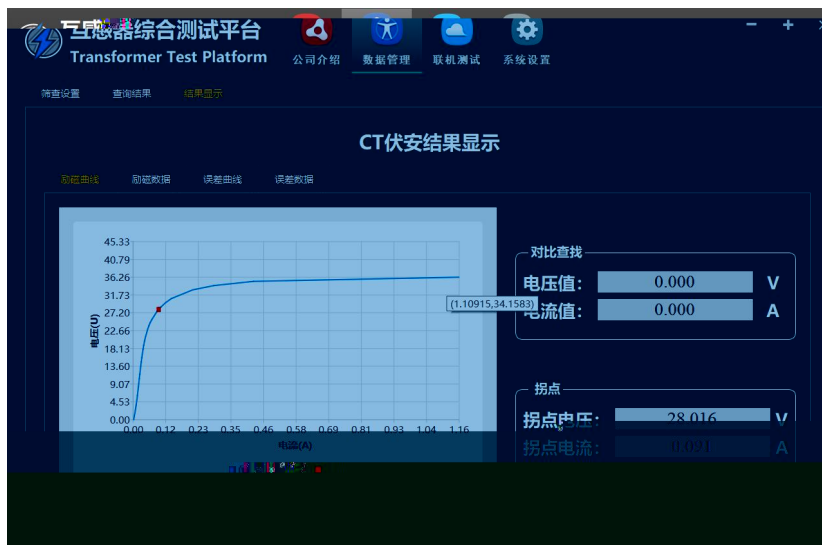 互感器综合测试平台
Transformer Test Platform
公司介绍 数据管理 联机测试 系统设置
筛查设置 查询结果 结果显示
CT伏安结果显示
励磁曲线 励磁数据 误差曲线 误差数据
45.33
40.79
36.26
31.73
27.20
22.66
18.13
13.60
9.07
4.53
0.00
电压(U)
0.00 0.12 0.23 0.35 0.46 0.58 0.69 0.81 0.93 1.04 1.16
电流(A)
(1.10915,34.1583)
对比查找
电压值: 0.000 V
电流值: 0.000 A
拐点
拐点电压: 28.016 V
拐点电流: 0.091 A